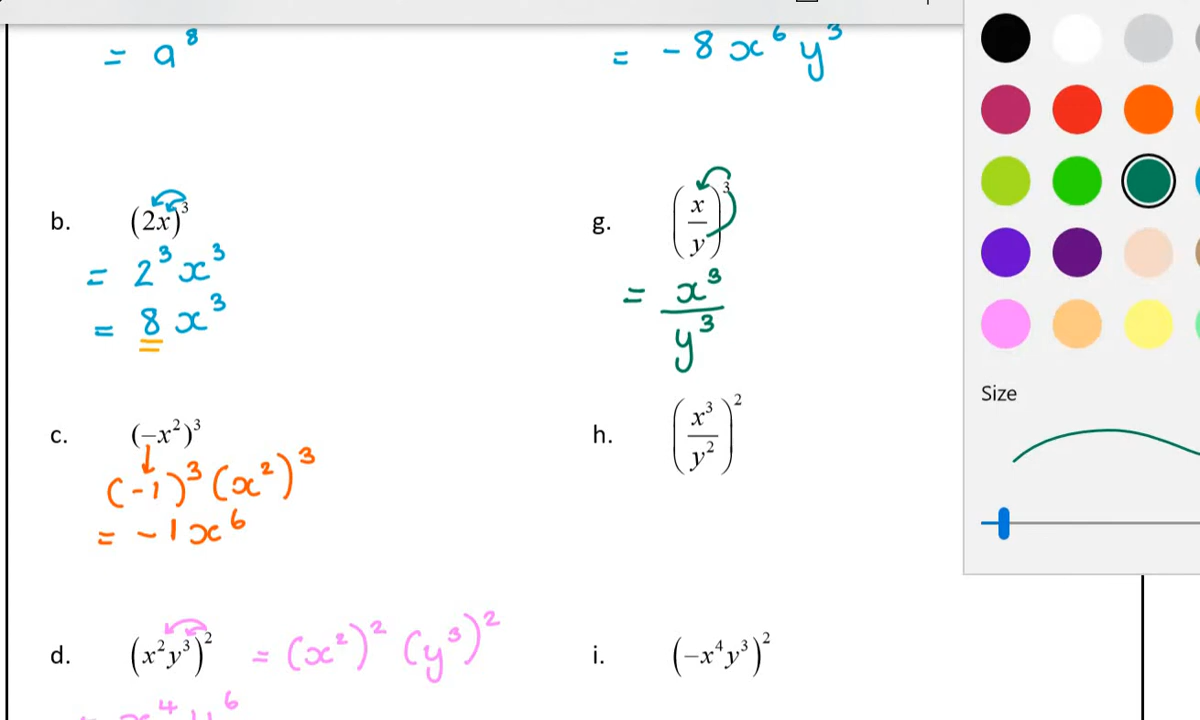 = a⁸
= -8x⁶y³
b. (2x)³
= 2³x³
= 8x³
g. (x/y)³
= x³/y³
c. (-x²)³
(-1)³(x²)³
= -1x⁶
h. (x³/y²)²
d. (x²y³)² = (x²)²(y³)²
x⁴y⁶
i. (-x⁴y³)²
Size